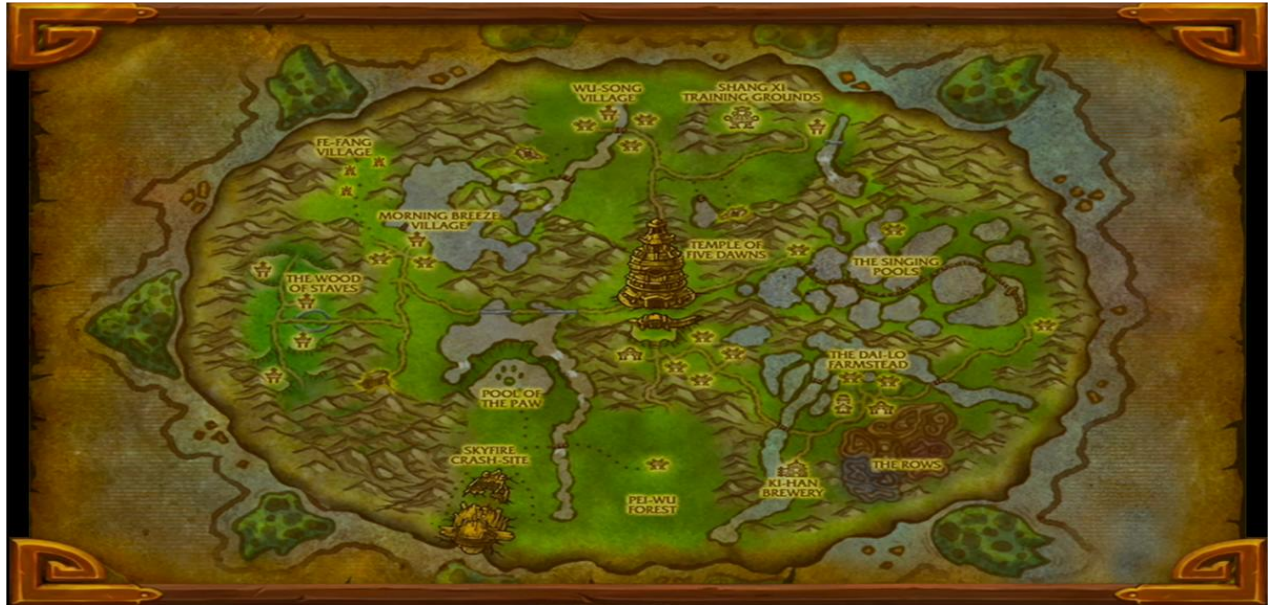 WU-SONG
VILLAGE
SHANG XI
TRAINING GROUNDS
FE-FANG
VILLAGE
MORNING BREEZE
VILLAGE
TEMPLE OF
FIVE DAWNS
THE SINGING
POOLS
THE WOOD
OF STAVES
THE DAI-LO
FARMSTEAD
POOL OF
THE PAW
SKYFIRE
CRASH-SITE
THE ROWS
KI-HAN
BREWERY
PEI-WU
FOREST